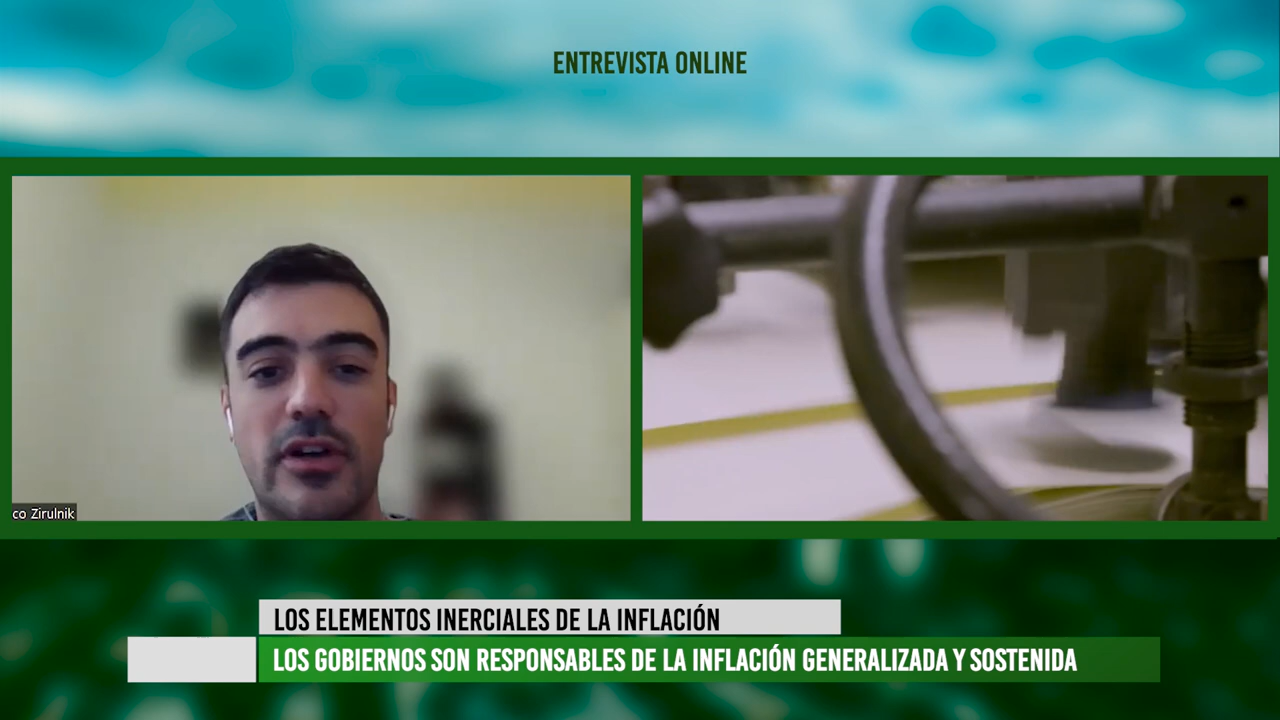 ENTREVISTA ONLINE
co Zirulnik
LOS ELEMENTOS INERCIALES DE LA INFLACIÓN
LOS GOBIERNOS SON RESPONSABLES DE LA INFLACIÓN GENERALIZADA Y SOSTENIDA